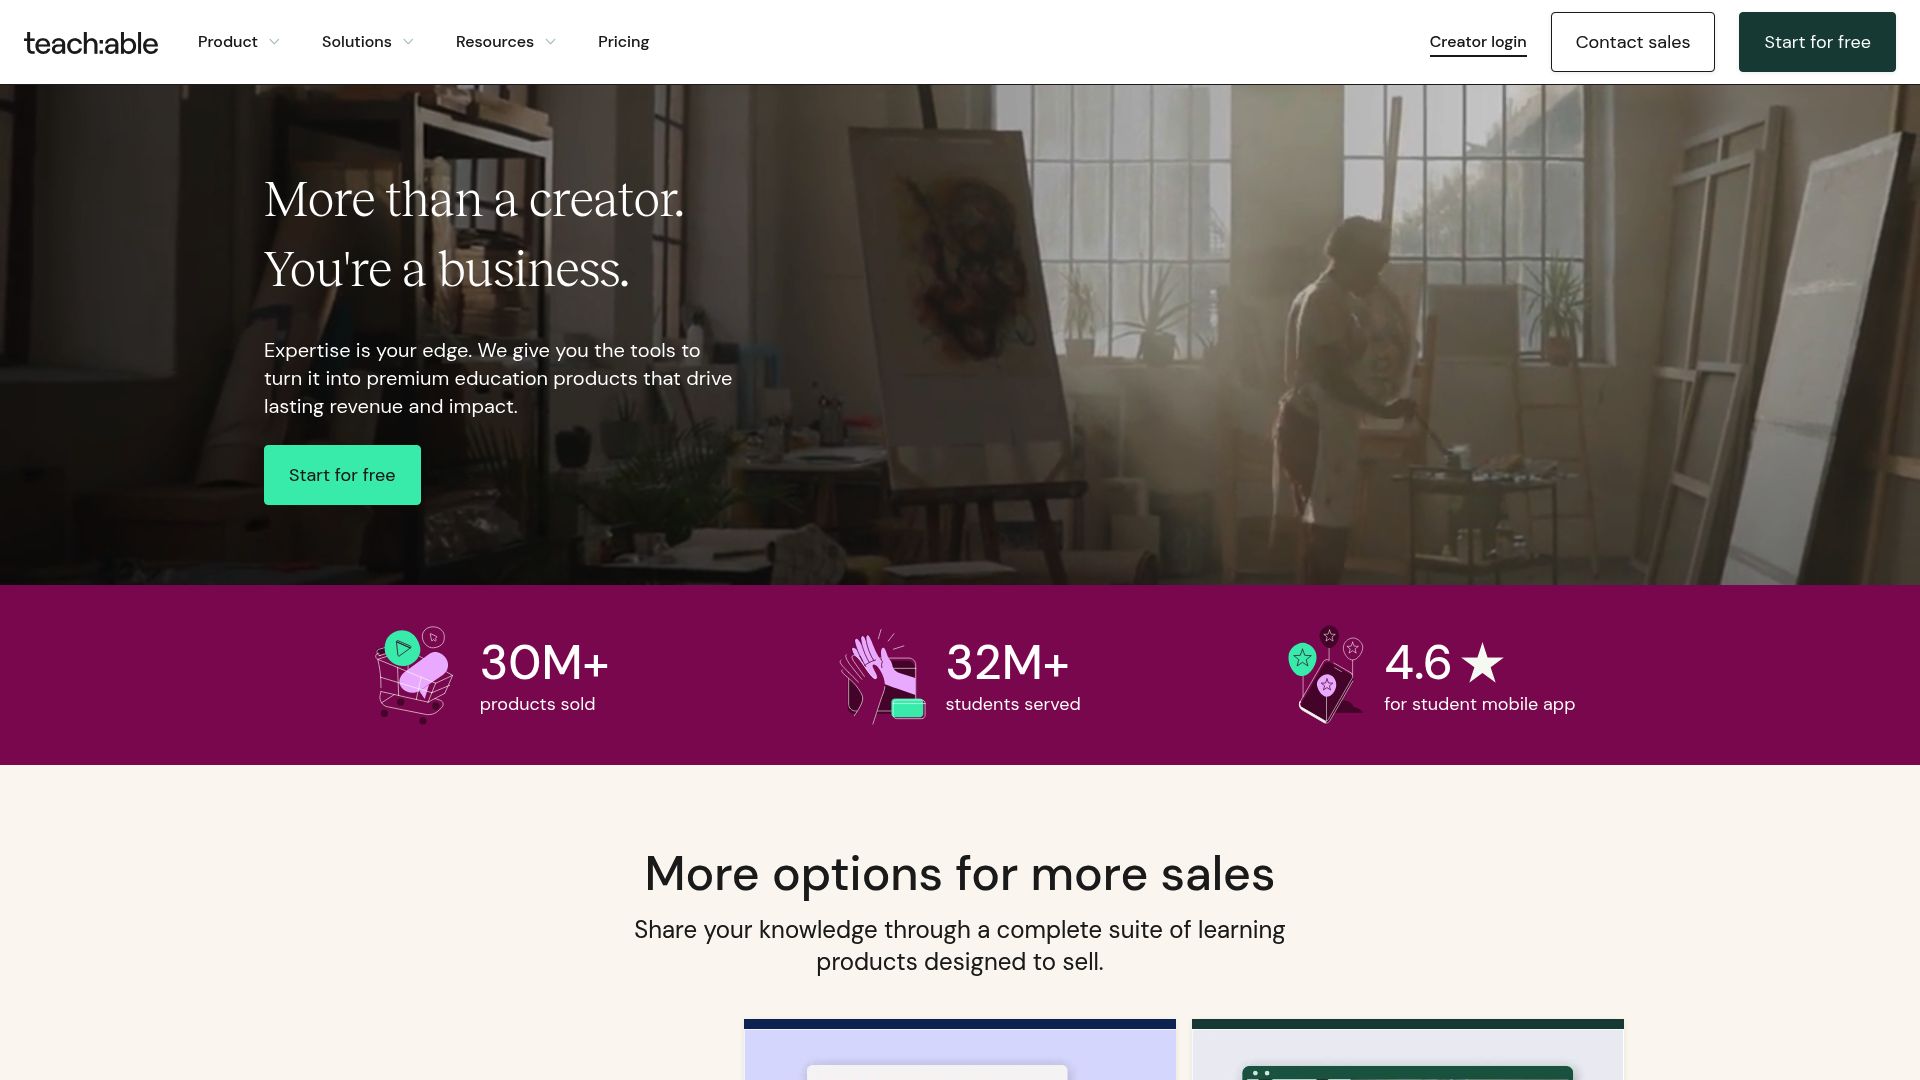 teach:able
Product
Solutions
Resources
Pricing
Creator login
Contact sales
Start for free
More than a creator.
You're a business.
Expertise is your edge. We give you the tools to
turn it into premium education products that drive
lasting revenue and impact.
Start for free
30M+
products sold
32M+
students served
4.6 ★
for student mobile app
More options for more sales
Share your knowledge through a complete suite of learning
products designed to sell.